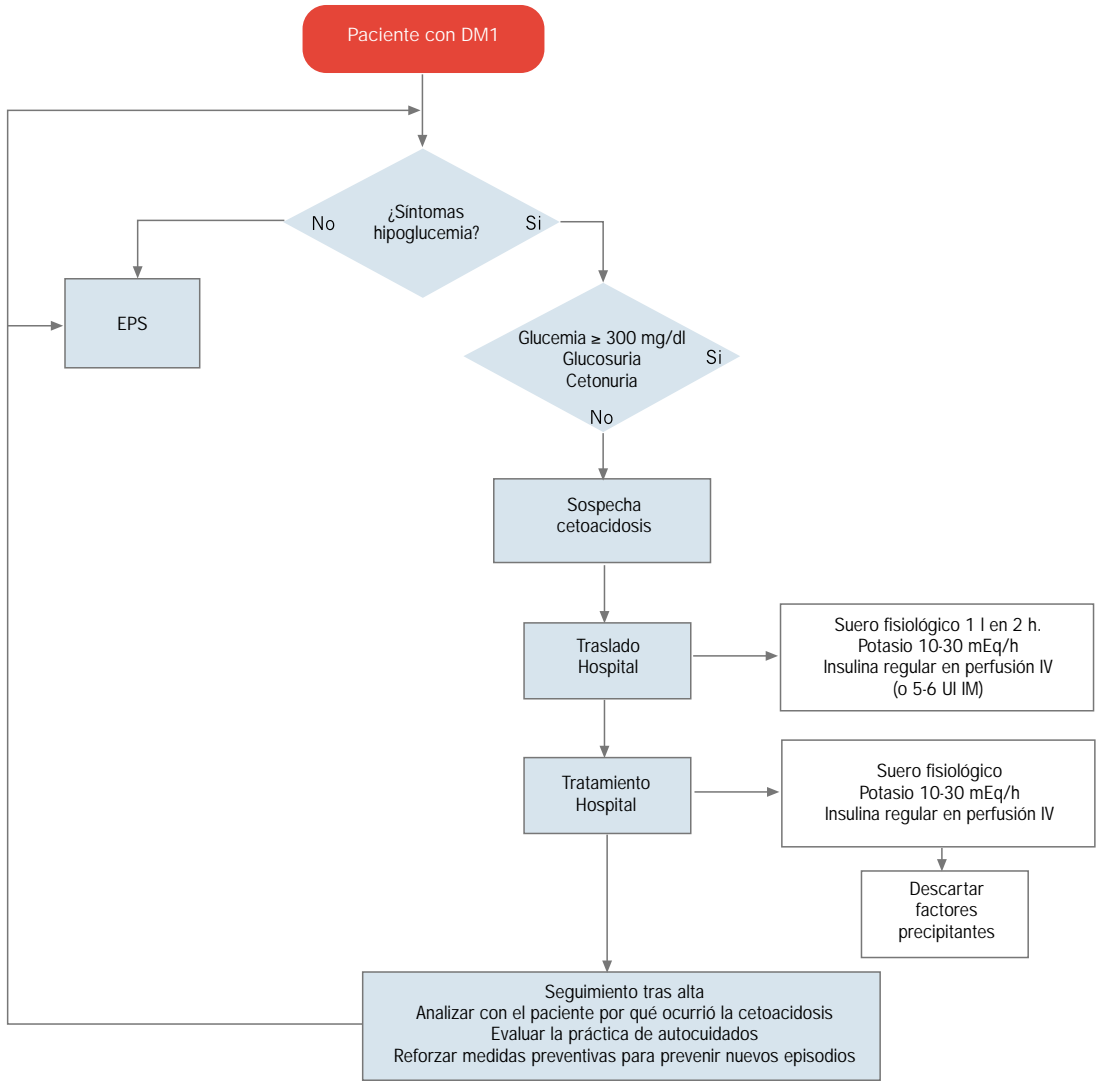 Paciente con DM1
¿Síntomas
hipoglucemia?
No
Si
EPS
Glucemia ≥ 300 mg/dl
Glucosuria
Cetonuria
Si
No
Sospecha
cetoacidosis
Traslado
Hospital
Suero fisiológico 1 l en 2 h.
Potasio 10-30 mEq/h
Insulina regular en perfusión IV
(o 5-6 UI IM)
Tratamiento
Hospital
Suero fisiológico
Potasio 10-30 mEq/h
Insulina regular en perfusión IV
Descartar
factores
precipitantes
Seguimiento tras alta
Analizar con el paciente por qué ocurrió la cetoacidosis
Evaluar la práctica de autocuidados
Reforzar medidas preventivas para prevenir nuevos episodios